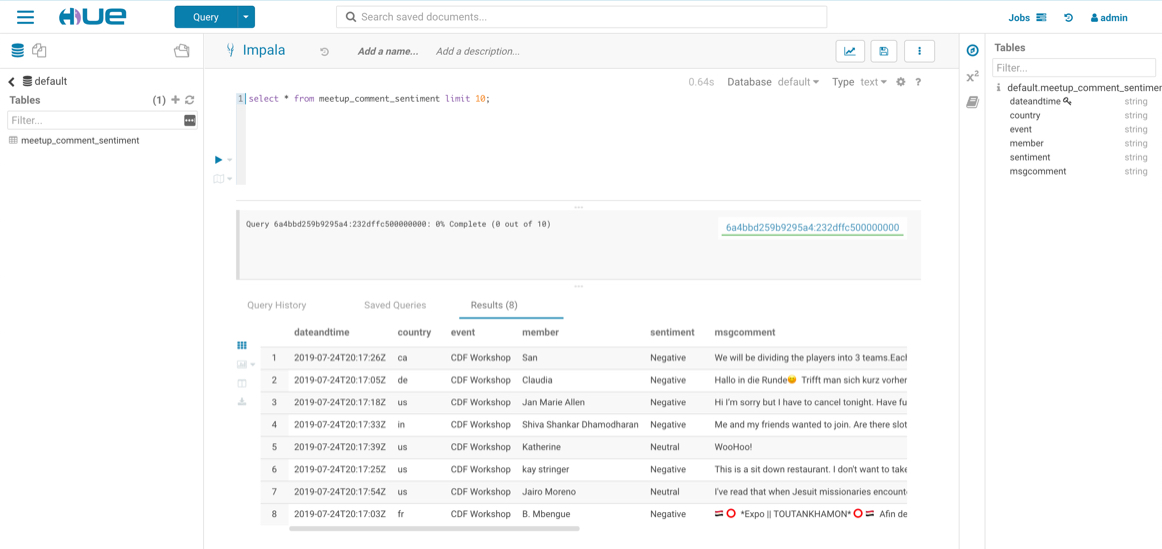 HUE
Query
Search saved documents...
Jobs
admin
Impala
Add a name...
Add a description...
default
Tables
(1)
Filter...
meetup_comment_sentiment
0.64s
Database default
Type text
?
1 select * from meetup_comment_sentiment limit 10;
Query 6a4bbd259b9295a4:232dffc500000000: 0% Complete (0 out of 10)
6a4bbd259b9295a4:232dffc500000000
Query History
Saved Queries
Results (8)
dateandtime country event member sentiment msgcomment
1 2019-07-24T20:17:26Z ca CDF Workshop San Negative We will be dividing the players into 3 teams.Each
2 2019-07-24T20:17:05Z de CDF Workshop Claudia Negative Hallo in die Runde😊 Trifft man sich kurz vorher
3 2019-07-24T20:17:18Z us CDF Workshop Jan Marie Allen Negative Hi I'm sorry but I have to cancel tonight. Have fu
4 2019-07-24T20:17:33Z in CDF Workshop Shiva Shankar Dhamodharan Negative Me and my friends wanted to join. Are there slot
5 2019-07-24T20:17:39Z us CDF Workshop Katherine Neutral WooHoo!
6 2019-07-24T20:17:25Z us CDF Workshop kay stringer Negative This is a sit down restaurant. I don't want to take
7 2019-07-24T20:17:54Z us CDF Workshop Jairo Moreno Neutral I've read that when Jesuit missionaries encount
8 2019-07-24T20:17:03Z fr CDF Workshop B. Mbengue Negative 🇪🇬 ⭕ *Expo || TOUTANKHAMON* ⭕ 🇪🇬 Afin de
x²
Tables
Filter...
default.meetup_comment_sentimen
dateandtime string
country string
event string
member string
sentiment string
msgcomment string